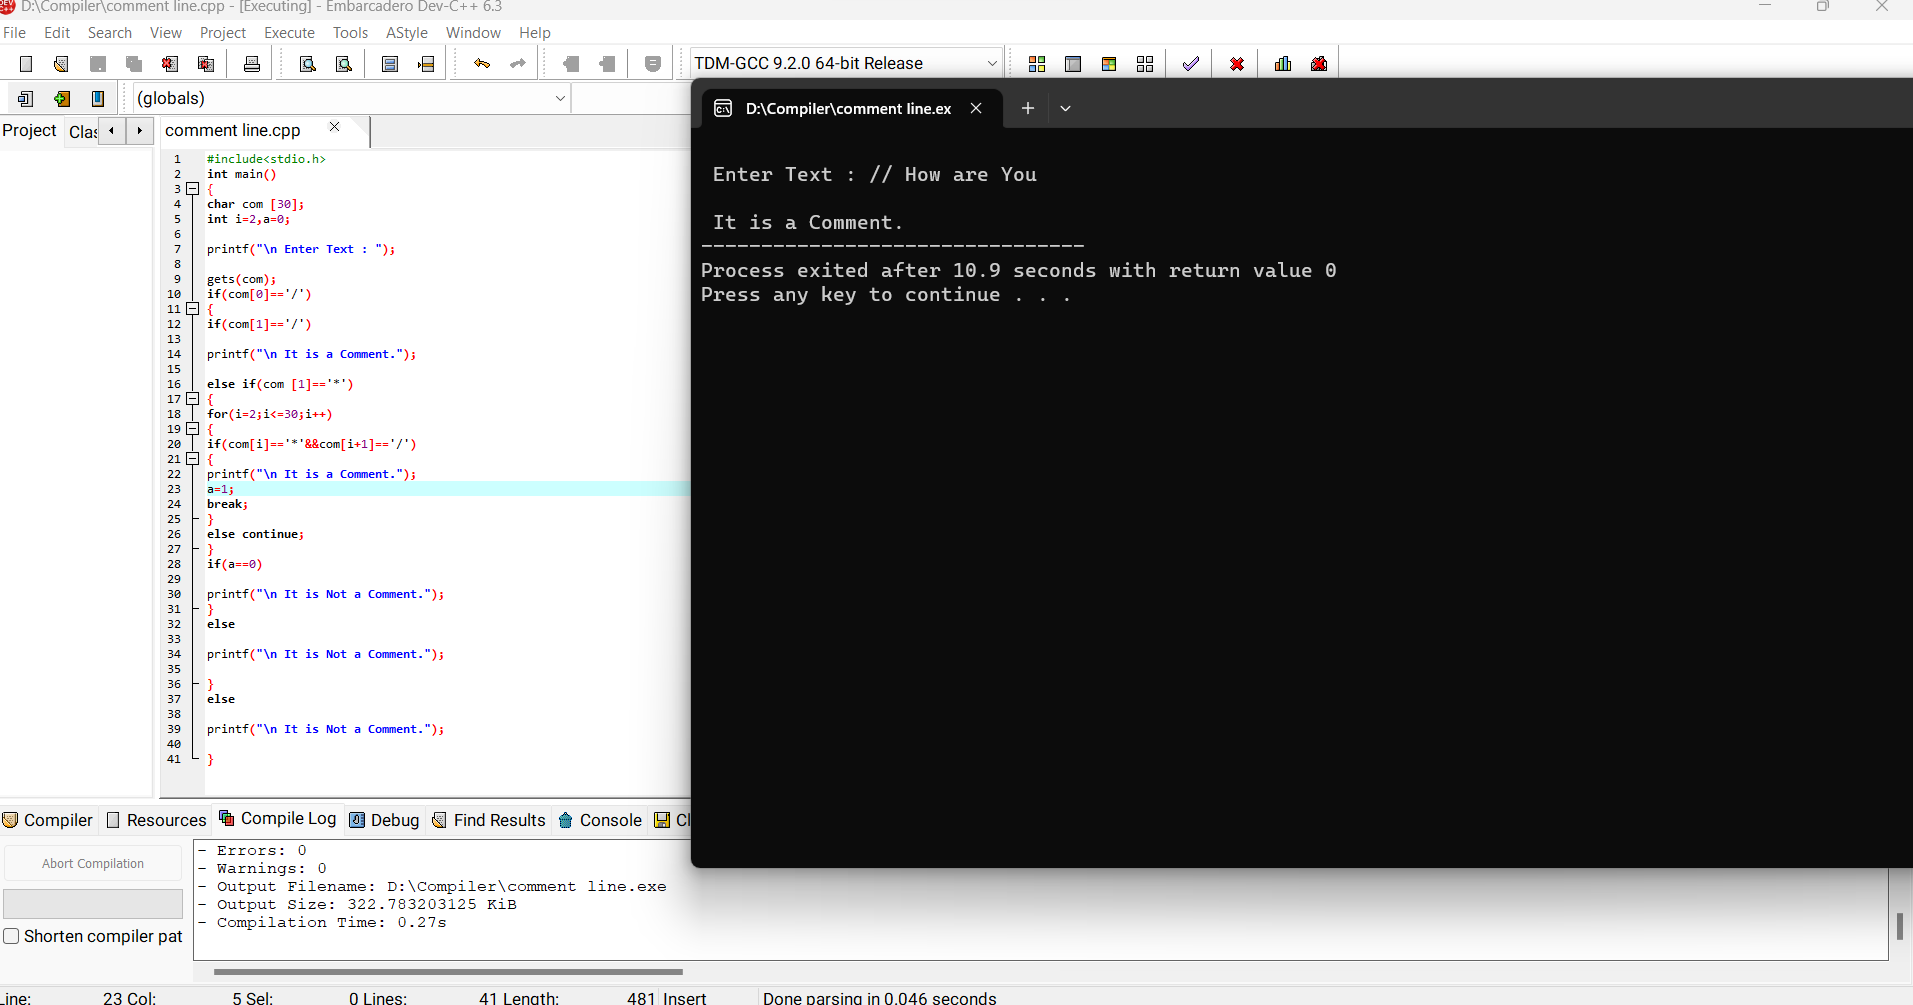 D:\Compiler\comment line.cpp - [Executing] - Embarcadero Dev-C++ 6.3
File Edit Search View Project Execute Tools AStyle Window Help
TDM-GCC 9.2.0 64-bit Release
(globals)
Project Clas
comment line.cpp
1 #include<stdio.h>
2 int main()
3 {
4 char com [30];
5 int i=2,a=0;
6
7 printf("\n Enter Text : ");
8
9 gets(com);
10 if(com[0]=='/')
11 {
12 if(com[1]=='/')
13
14 printf("\n It is a Comment.");
15
16 else if(com [1]=='*')
17 {
18 for(i=2;i<=30;i++)
19 {
20 if(com[i]=='*'&&com[i+1]=='/')
21 {
22 printf("\n It is a Comment.");
23 a=1;
24 break;
25 }
26 else continue;
27 }
28 if(a==0)
29
30 printf("\n It is Not a Comment.");
31 }
32 else
33
34 printf("\n It is Not a Comment.");
35
36 }
37 else
38
39 printf("\n It is Not a Comment.");
40
41 }
D:\Compiler\comment line.ex
Enter Text : // How are You
It is a Comment.
--------------------------------
Process exited after 10.9 seconds with return value 0
Press any key to continue . . .
Compiler Resources Compile Log Debug Find Results Console Cl
Abort Compilation
Shorten compiler pat
- Errors: 0
- Warnings: 0
- Output Filename: D:\Compiler\comment line.exe
- Output Size: 322.783203125 KiB
- Compilation Time: 0.27s
Line: 23 Col: 5 Sel: 0 Lines: 41 Length: 481 Insert Done parsing in 0.046 seconds